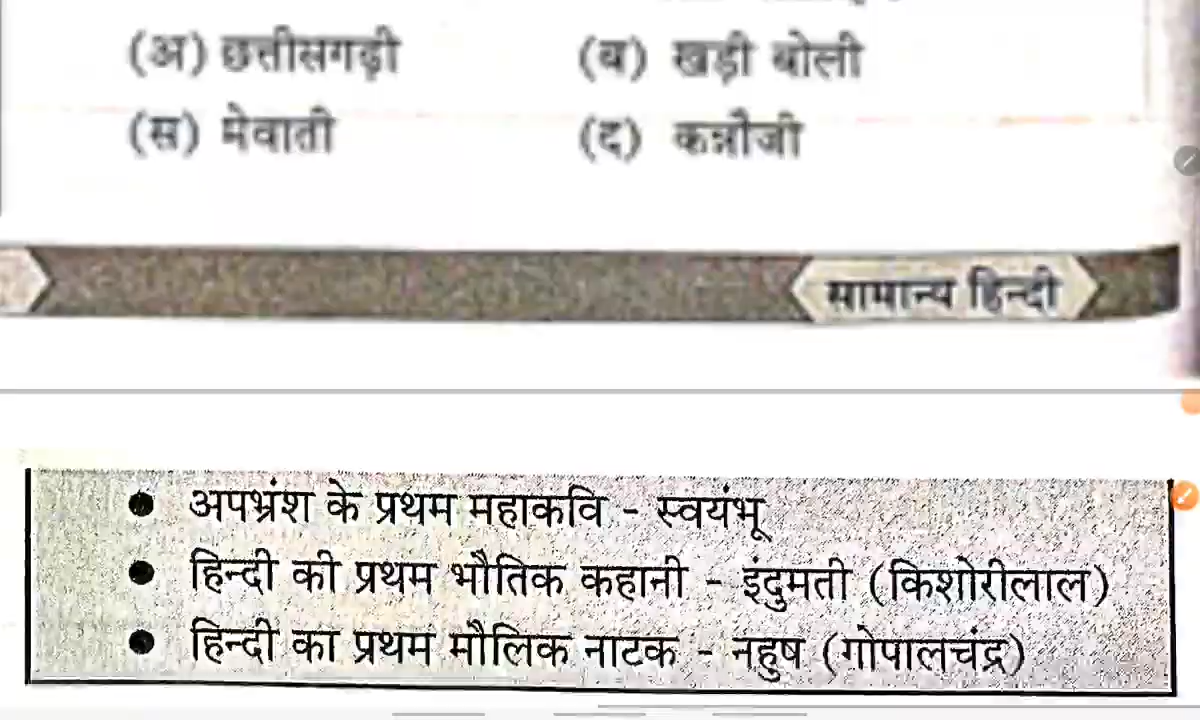 (अ) छत्तीसगढ़ी (ब) खड़ी बोली
(स) मेवाती (द) कन्नौजी
सामान्य हिन्दी
● अपभ्रंश के प्रथम महाकवि - स्वयंभू
● हिन्दी की प्रथम भौतिक कहानी - इंदुमती (किशोरीलाल)
● हिन्दी का प्रथम मौलिक नाटक - नहुष (गोपालचंद्र)